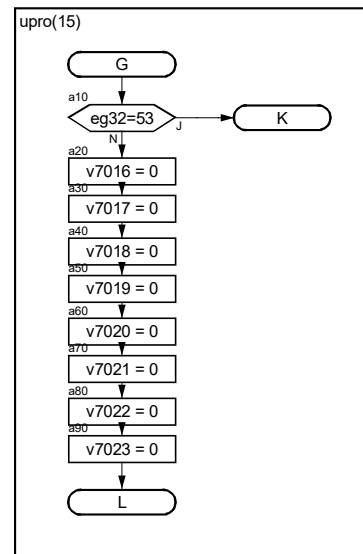 upro(15)
G
a10
eg32=53
J
K
N
a20
v7016 = 0
a30
v7017 = 0
a40
v7018 = 0
a50
v7019 = 0
a60
v7020 = 0
a70
v7021 = 0
a80
v7022 = 0
a90
v7023 = 0
L